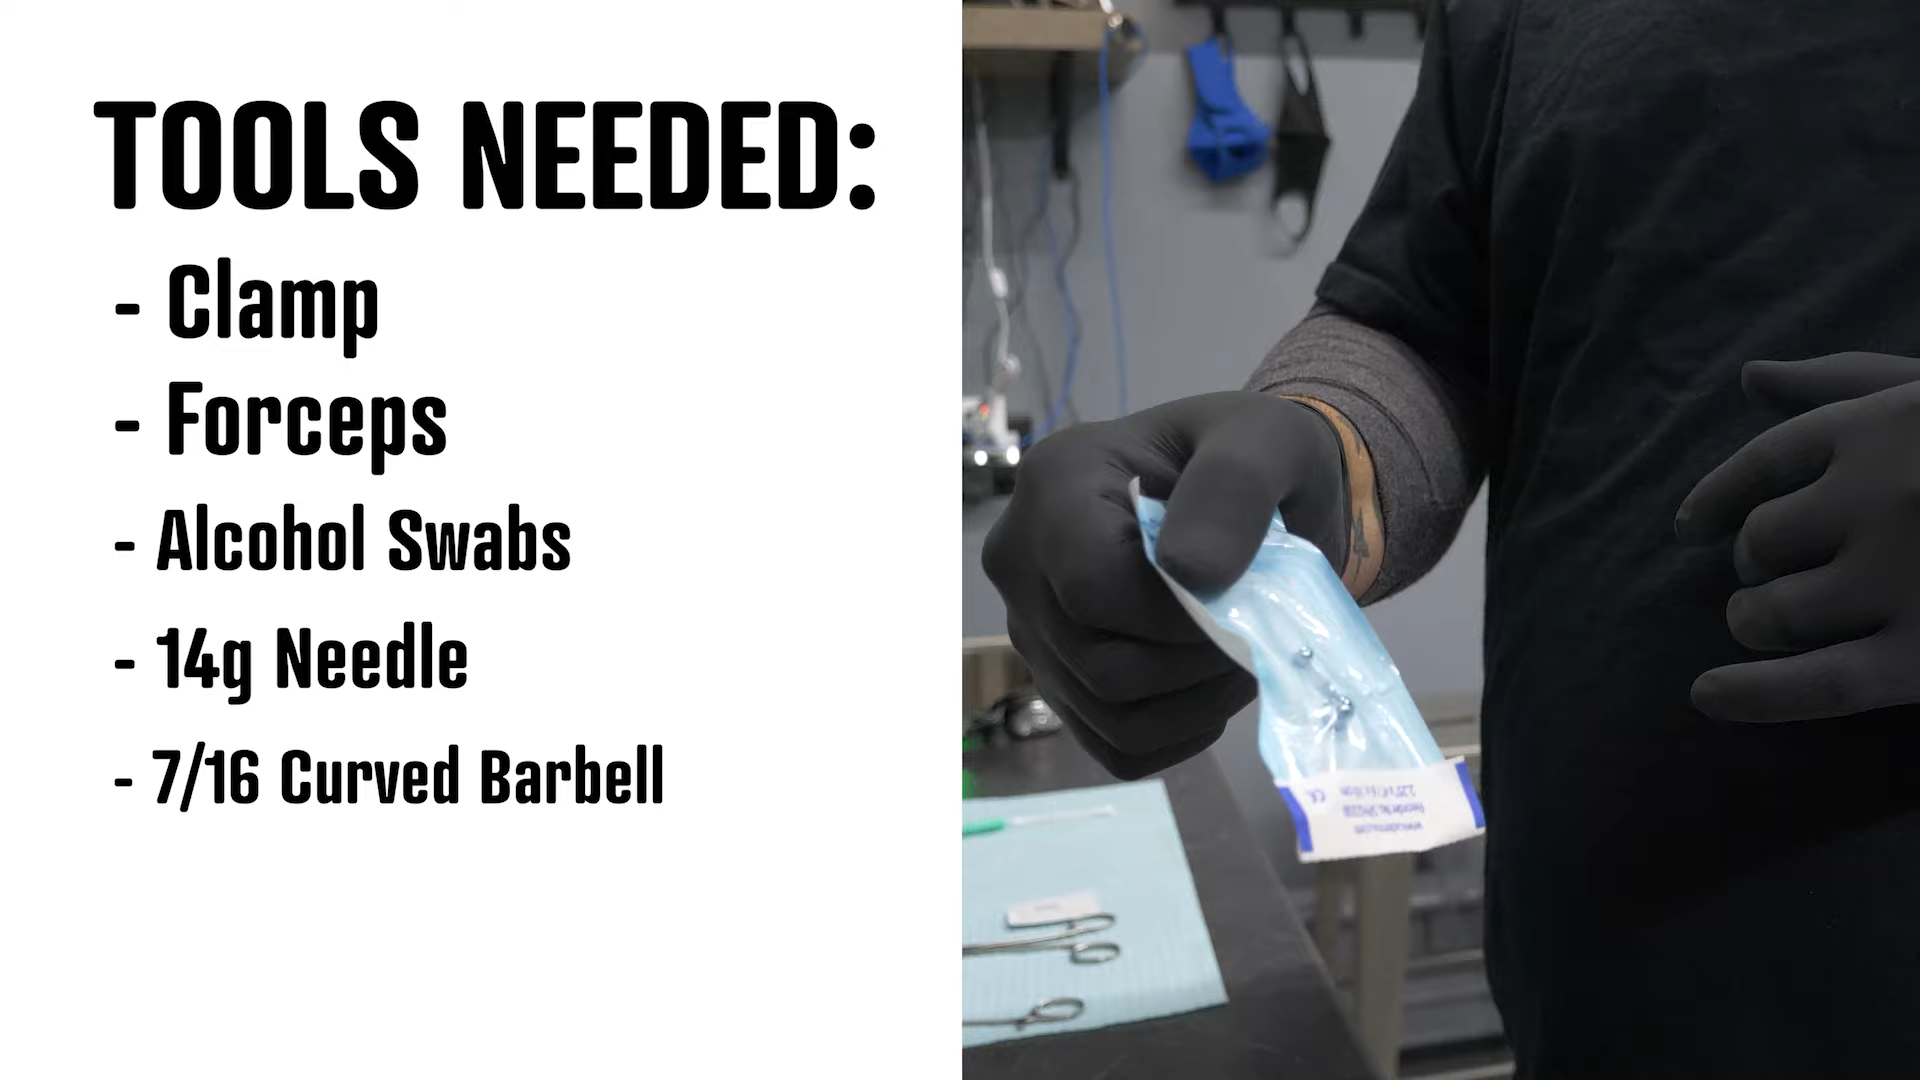 TOOLS NEEDED:
- Clamp
- Forceps
- Alcohol Swabs
- 14g Needle
- 7/16 Curved Barbell